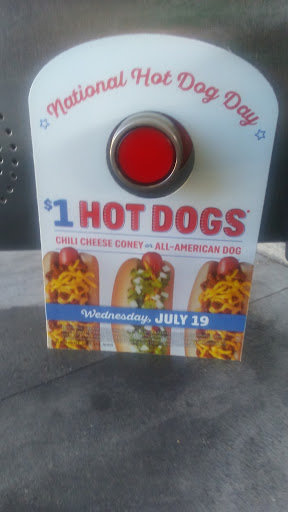 National Hot Dog Day
$1 HOT DOGS*
CHILI CHEESE CONEY or ALL-AMERICAN DOG
Wednesday, JULY 19